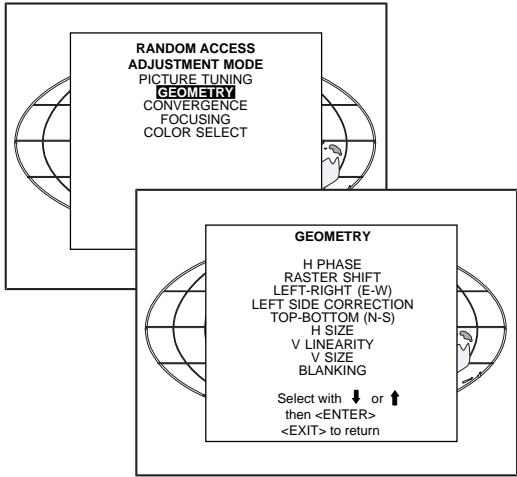 RANDOM ACCESS
ADJUSTMENT MODE
PICTURE TUNING
GEOMETRY
CONVERGENCE
FOCUSING
COLOR SELECT
GEOMETRY
H PHASE
RASTER SHIFT
LEFT-RIGHT (E-W)
LEFT SIDE CORRECTION
TOP-BOTTOM (N-S)
H SIZE
V LINEARITY
V SIZE
BLANKING
Select with ⬇ or ⬆
then <ENTER>
<EXIT> to return